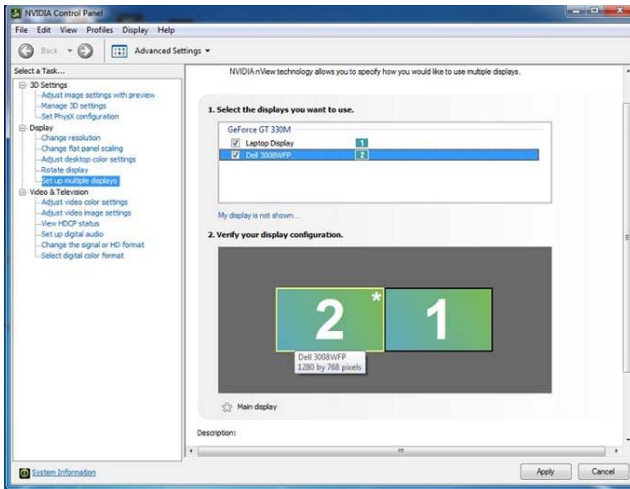 NVIDIA Control Panel
File Edit View Profiles Display Help
Back Advanced Settings
Select a Task...
3D Settings
Adjust image settings with preview
Manage 3D settings
Set PhysX configuration
Display
Change resolution
Change flat panel scaling
Adjust desktop color settings
Rotate display
Set up multiple displays
Video & Television
Adjust video color settings
Adjust video image settings
View HDCP status
Set up digital audio
Change the signal or HD format
Select digital color format
System Information
NVIDIA nView technology allows you to specify how you would like to use multiple displays.
1. Select the displays you want to use.
GeForce GT 330M
Laptop Display 1
Dell 3008WFP 2
My display is not shown...
2. Verify your display configuration.
2 * 1
Dell 3008WFP
1280 by 768 pixels
Main display
Description:
Apply Cancel